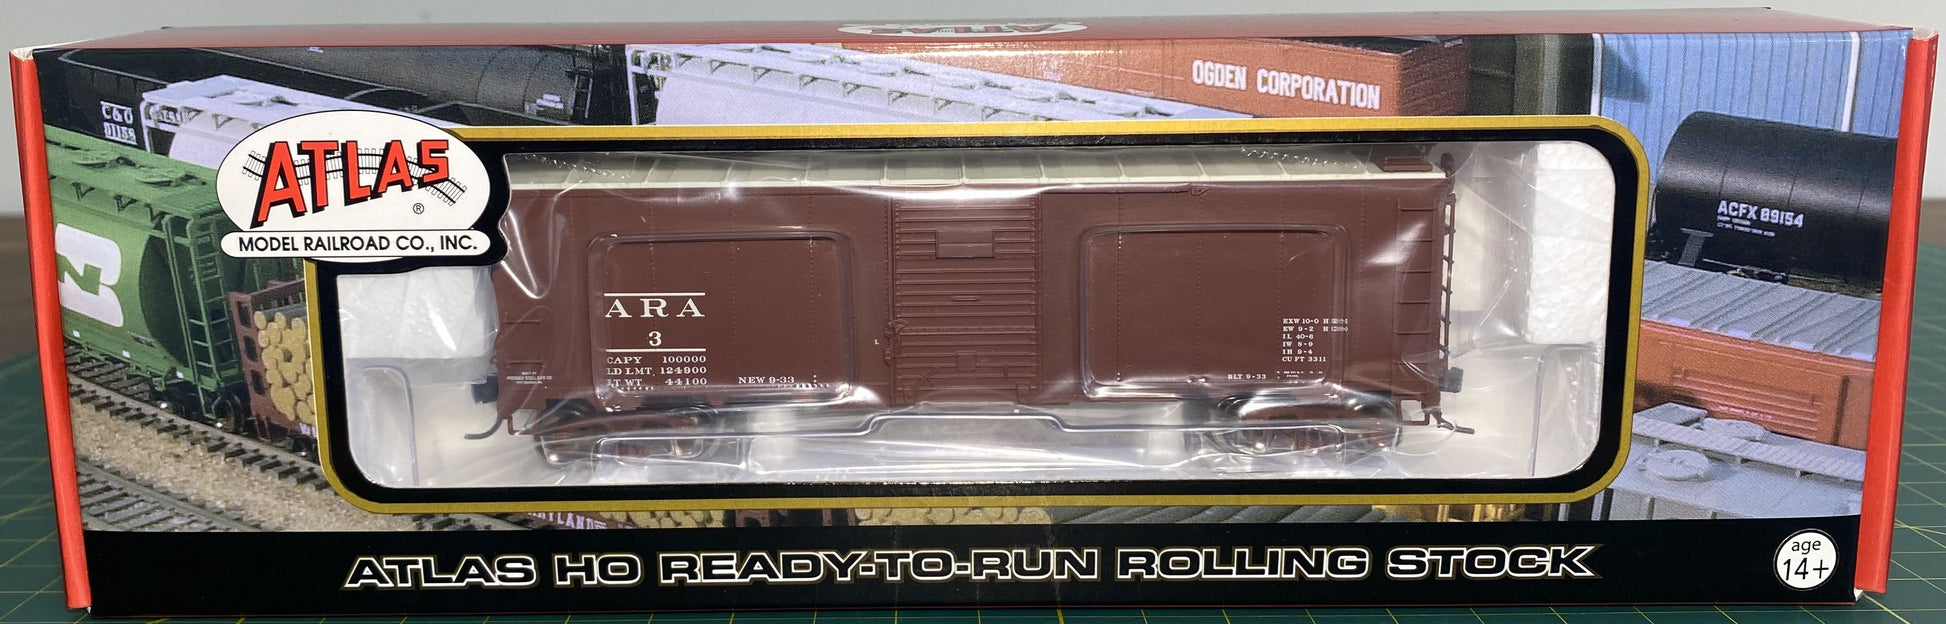 ATLAS
OGDEN CORPORATION
C&O
ATLAS
®
MODEL RAILROAD CO., INC.
ACFX 89154
ARA
3
CAPY 100000
LD LMT 124900
LT WT 44100 NEW 9-33
L
EXW 10-0 H
EW 9-2 H
IL 40-6
IW 8-9
IH 9-4
CU FT 3311
BLT 9-33
ATLAS HO READY-TO-RUN ROLLING STOCK
age
14+